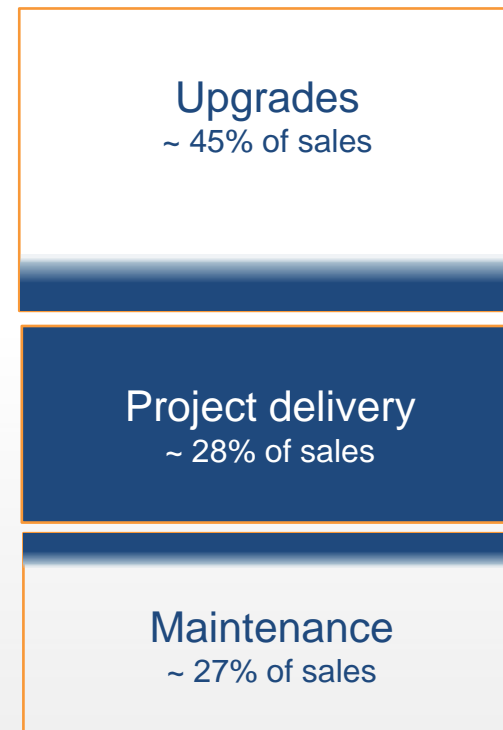 Upgrades
~ 45% of sales
Project delivery
~ 28% of sales
Maintenance
~ 27% of sales